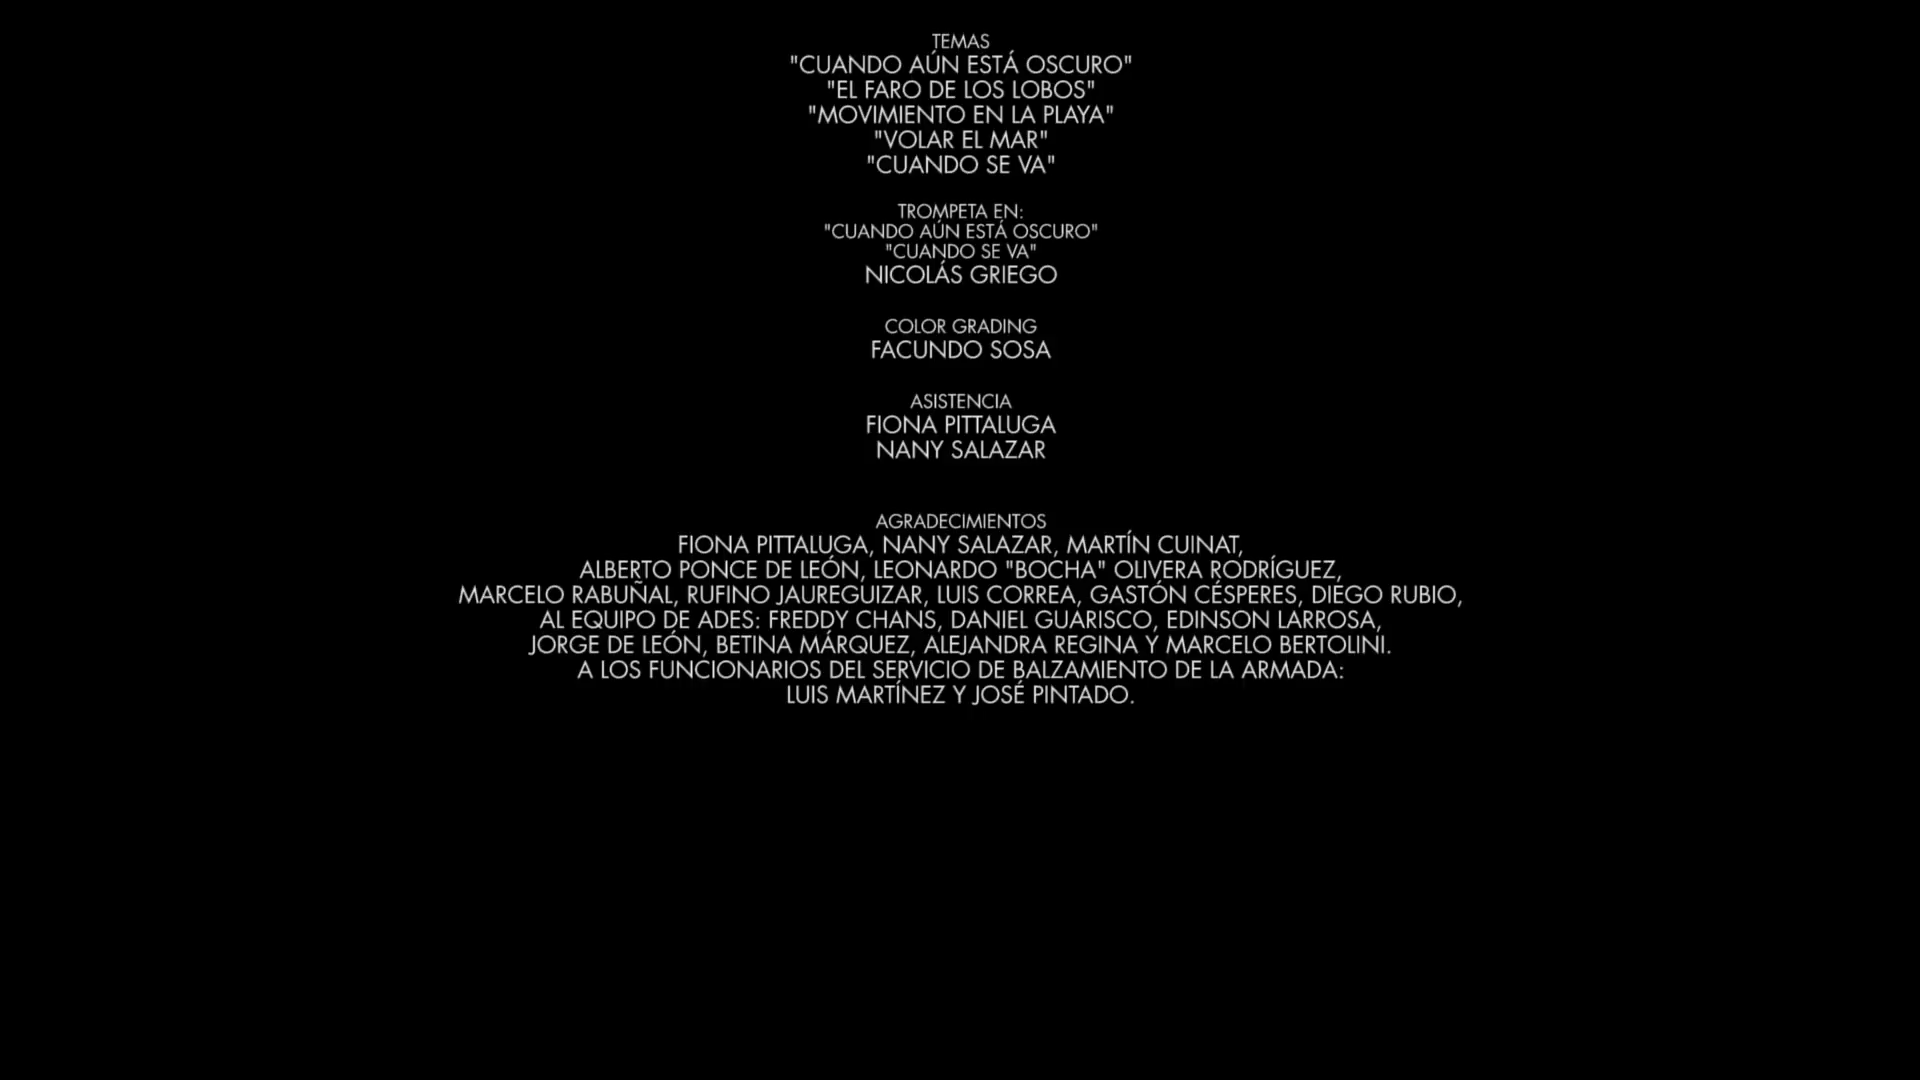 TEMAS
"CUANDO AÚN ESTÁ OSCURO"
"EL FARO DE LOS LOBOS"
"MOVIMIENTO EN LA PLAYA"
"VOLAR EL MAR"
"CUANDO SE VA"
TROMPETA EN:
"CUANDO AÚN ESTÁ OSCURO"
"CUANDO SE VA"
NICOLÁS GRIEGO
COLOR GRADING
FACUNDO SOSA
ASISTENCIA
FIONA PITTALUGA
NANY SALAZAR
AGRADECIMIENTOS
FIONA PITTALUGA, NANY SALAZAR, MARTÍN CUINAT,
ALBERTO PONCE DE LEÓN, LEONARDO "BOCHA" OLIVERA RODRÍGUEZ,
MARCELO RABUÑAL, RUFINO JAUREGUIZAR, LUIS CORREA, GASTÓN CÉSPERES, DIEGO RUBIO,
AL EQUIPO DE ADES: FREDDY CHANS, DANIEL GUARISCO, EDINSON LARROSA,
JORGE DE LEÓN, BETINA MÁRQUEZ, ALEJANDRA REGINA Y MARCELO BERTOLINI.
A LOS FUNCIONARIOS DEL SERVICIO DE BALZAMIENTO DE LA ARMADA:
LUIS MARTÍNEZ Y JOSÉ PINTADO.